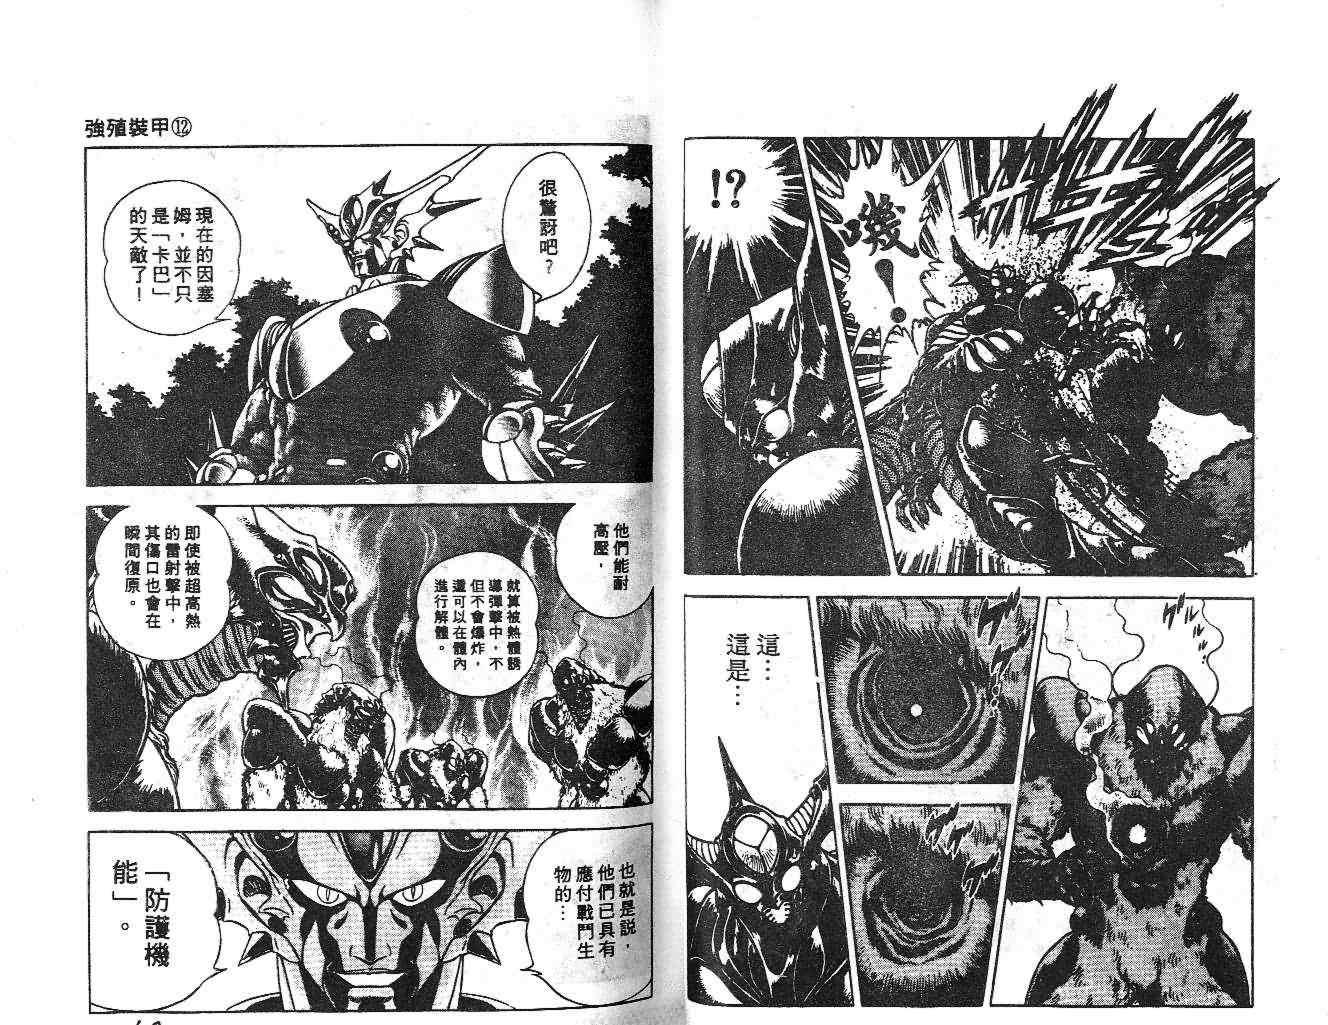 !?
嘰!
這…
這是…
強殖裝甲⑫
很驚訝吧?
現在的因塞
姆,並不只
是「卡巴」
的天敵了!
他們能耐
高壓,
就算被熱體誘
導彈擊中,不
但不會爆炸,
還可以在體內
進行解體。
即使被超高熱
的雷射擊中,
其傷口也會在
瞬間復原。
也就是説,
他們已具有
應付戰鬥生
物的…
「防護機
能」。